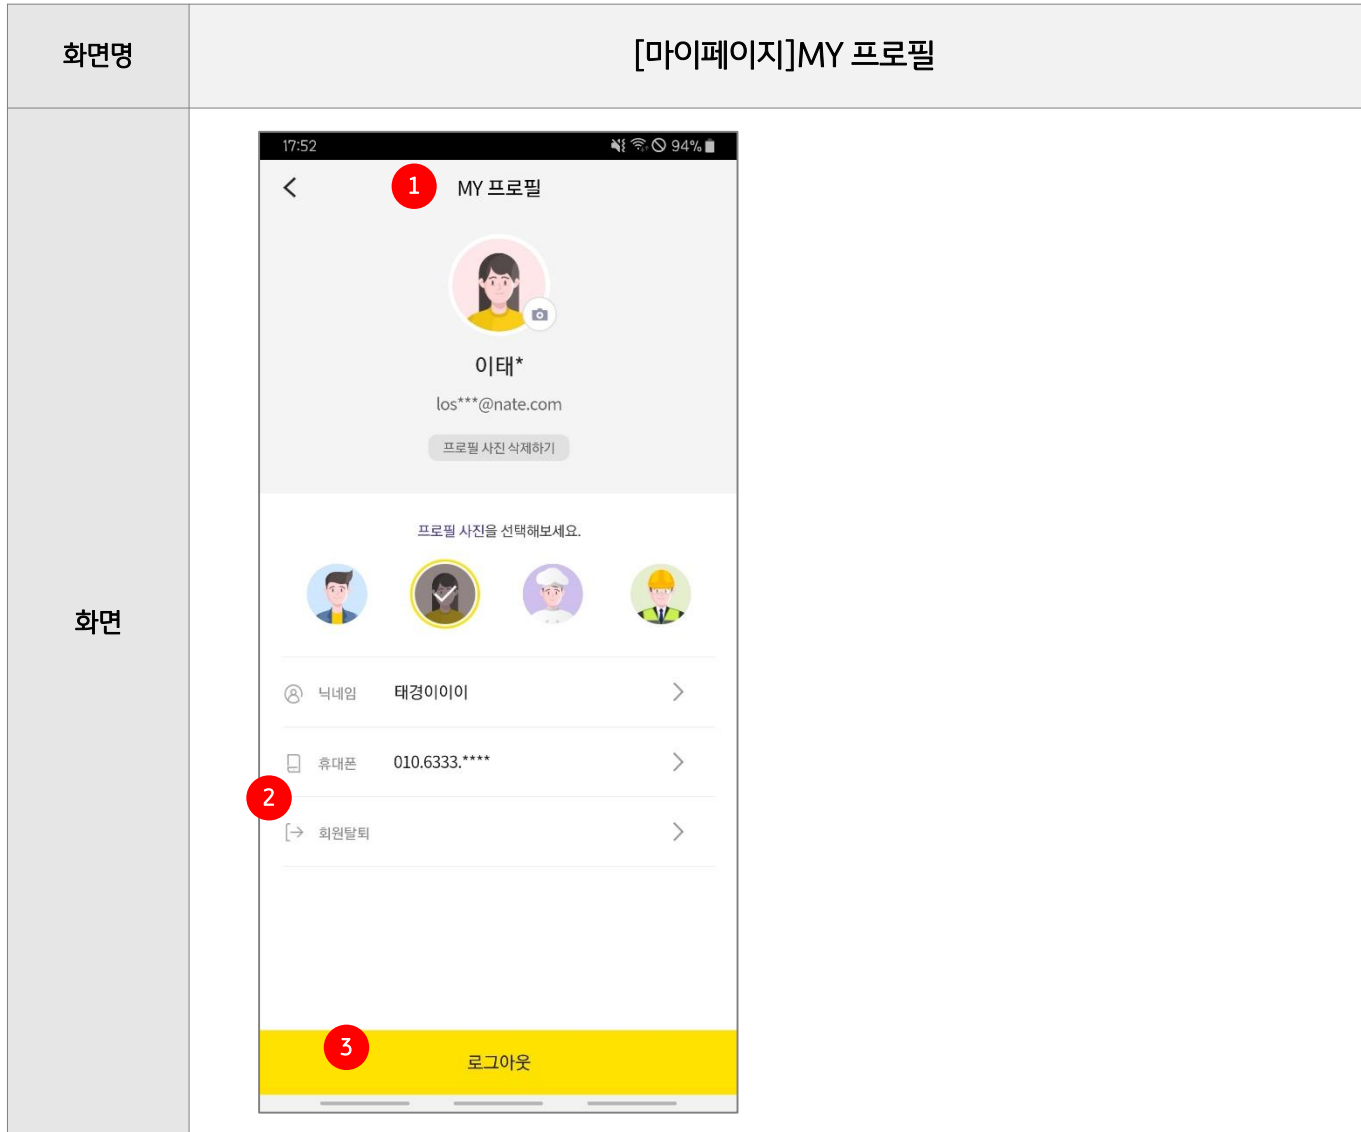 화면명
[마이페이지]MY 프로필
화면
17:52 94%
1 MY 프로필
이태*
los***@nate.com
프로필 사진 삭제하기
프로필 사진을 선택해보세요.
닉네임 태경이이이
휴대폰 010.6333.****
2
회원탈퇴
3
로그아웃